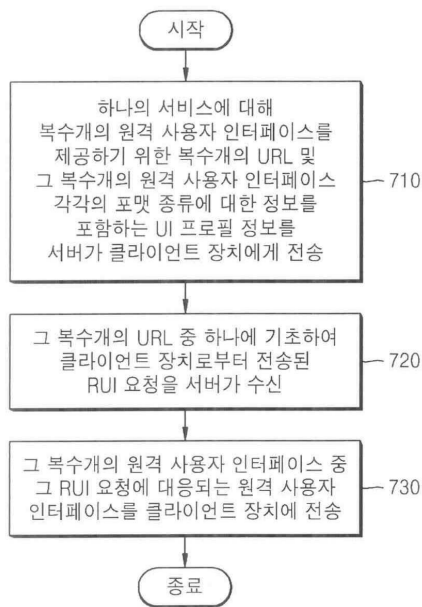 시작
하나의 서비스에 대해
복수개의 원격 사용자 인터페이스를
제공하기 위한 복수개의 URL 및
그 복수개의 원격 사용자 인터페이스
각각의 포맷 종류에 대한 정보를
포함하는 UI 프로필 정보를
서버가 클라이언트 장치에게 전송
710
그 복수개의 URL 중 하나에 기초하여
클라이언트 장치로부터 전송된
RUI 요청을 서버가 수신
720
그 복수개의 원격 사용자 인터페이스 중
그 RUI 요청에 대응되는 원격 사용자
인터페이스를 클라이언트 장치에 전송
730
종료